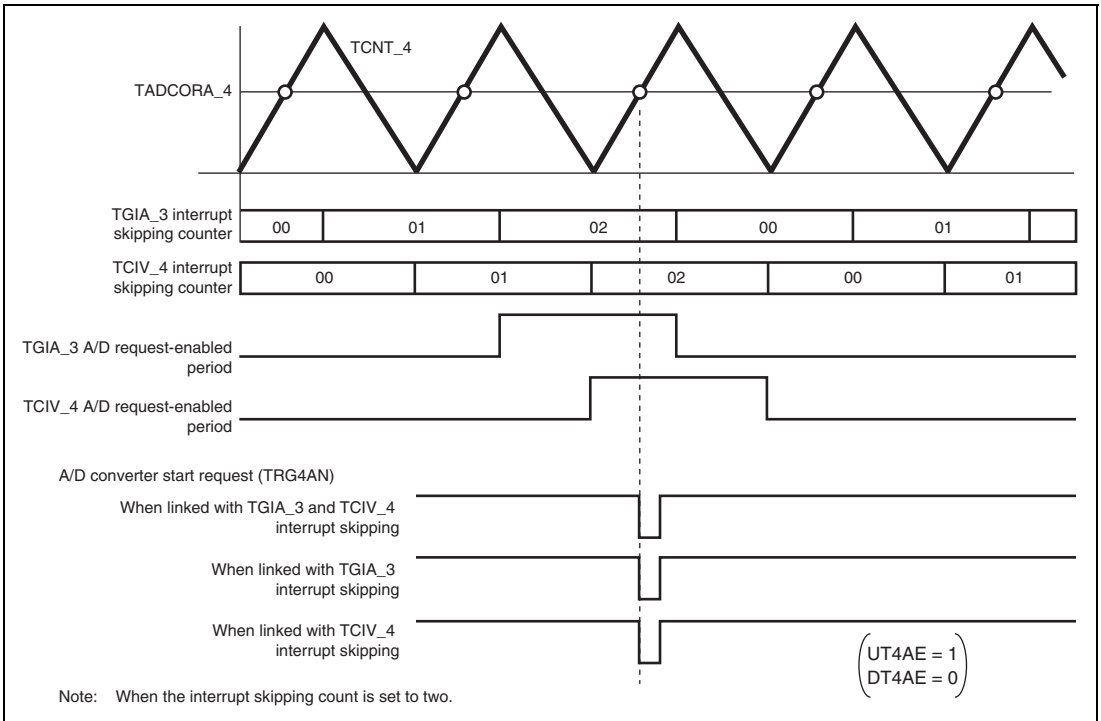 TCNT_4
TADCORA_4
TGIA_3 interrupt
skipping counter
00 01 02 00 01
TCIV_4 interrupt
skipping counter
00 01 02 00 01
TGIA_3 A/D request-enabled
period
TCIV_4 A/D request-enabled
period
A/D converter start request (TRG4AN)
When linked with TGIA_3 and TCIV_4
interrupt skipping
When linked with TGIA_3
interrupt skipping
When linked with TCIV_4
interrupt skipping
UT4AE = 1
DT4AE = 0
Note: When the interrupt skipping count is set to two.